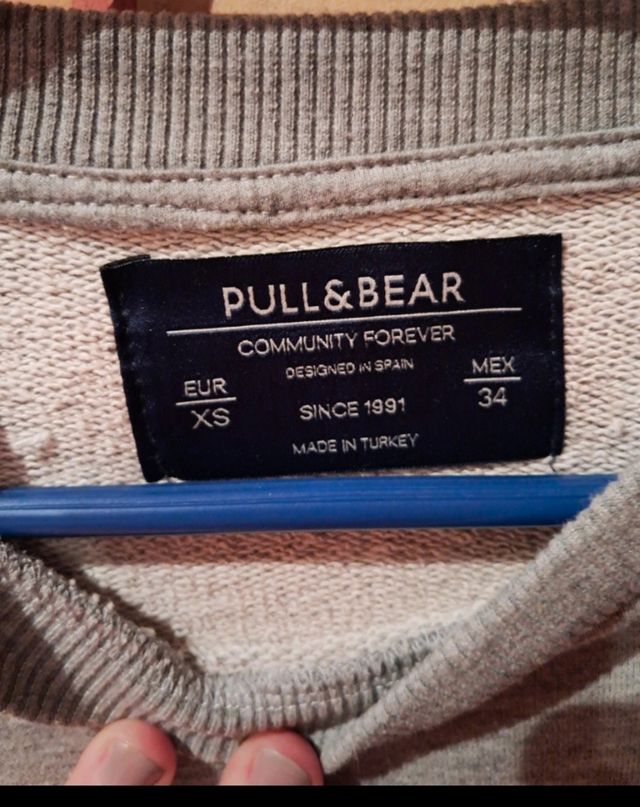 PULL&BEAR
COMMUNITY FOREVER
DESIGNED IN SPAIN
EUR
XS
MEX
34
SINCE 1991
MADE IN TURKEY